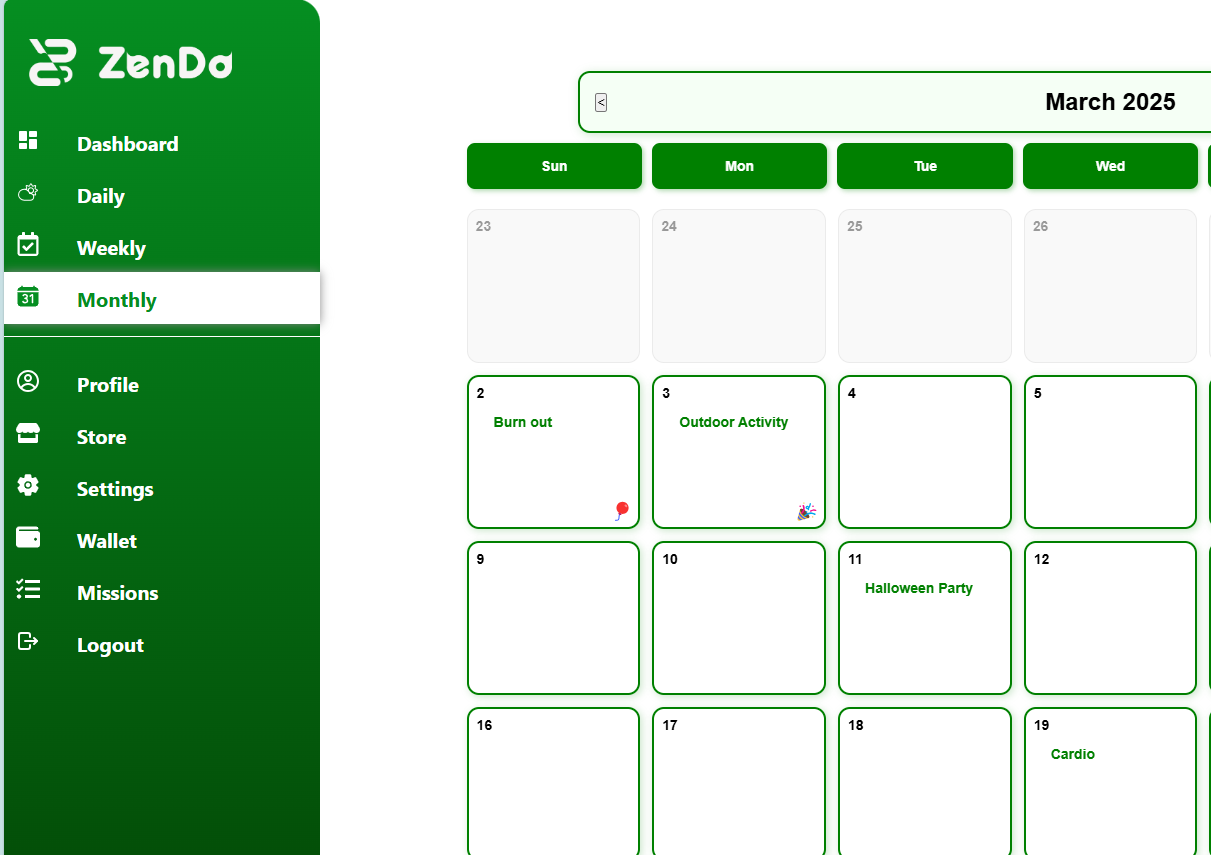 ZenDo
Dashboard
Daily
Weekly
31
Monthly
Profile
Store
Settings
Wallet
Missions
Logout
< March 2025
Sun Mon Tue Wed
23 24 25 26
2 3 4 5
Burn out Outdoor Activity
9 10 11 12
Halloween Party
16 17 18 19
Cardio